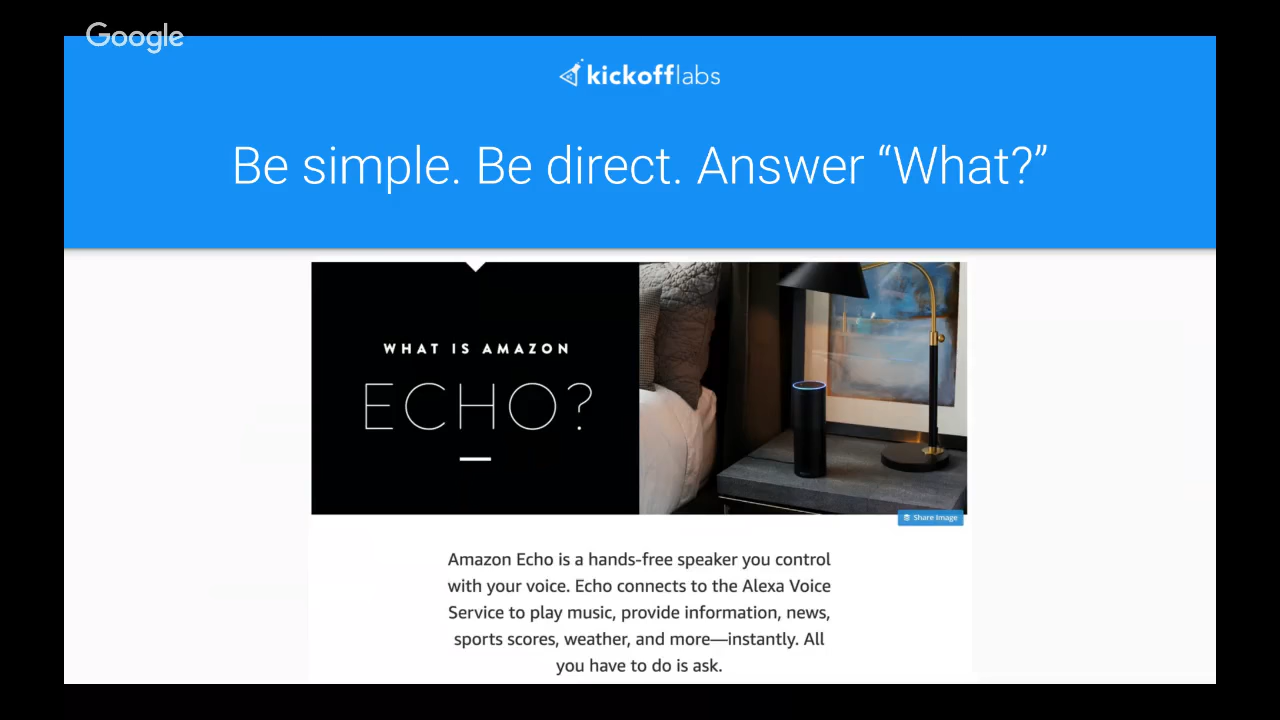 Google
kickofflabs
Be simple. Be direct. Answer “What?”
WHAT IS AMAZON
ECHO?
Share Image
Amazon Echo is a hands-free speaker you control
with your voice. Echo connects to the Alexa Voice
Service to play music, provide information, news,
sports scores, weather, and more—instantly. All
you have to do is ask.